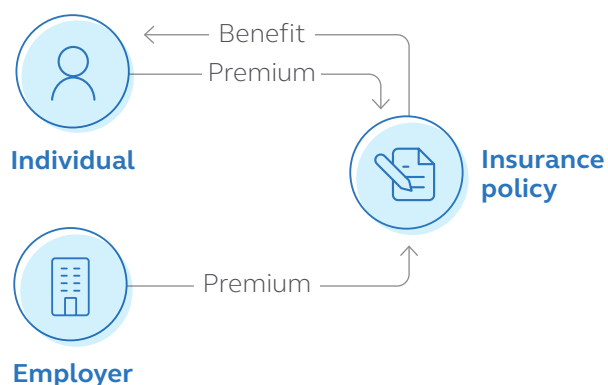 Benefit
Premium
Individual
Insurance
policy
Premium
Employer